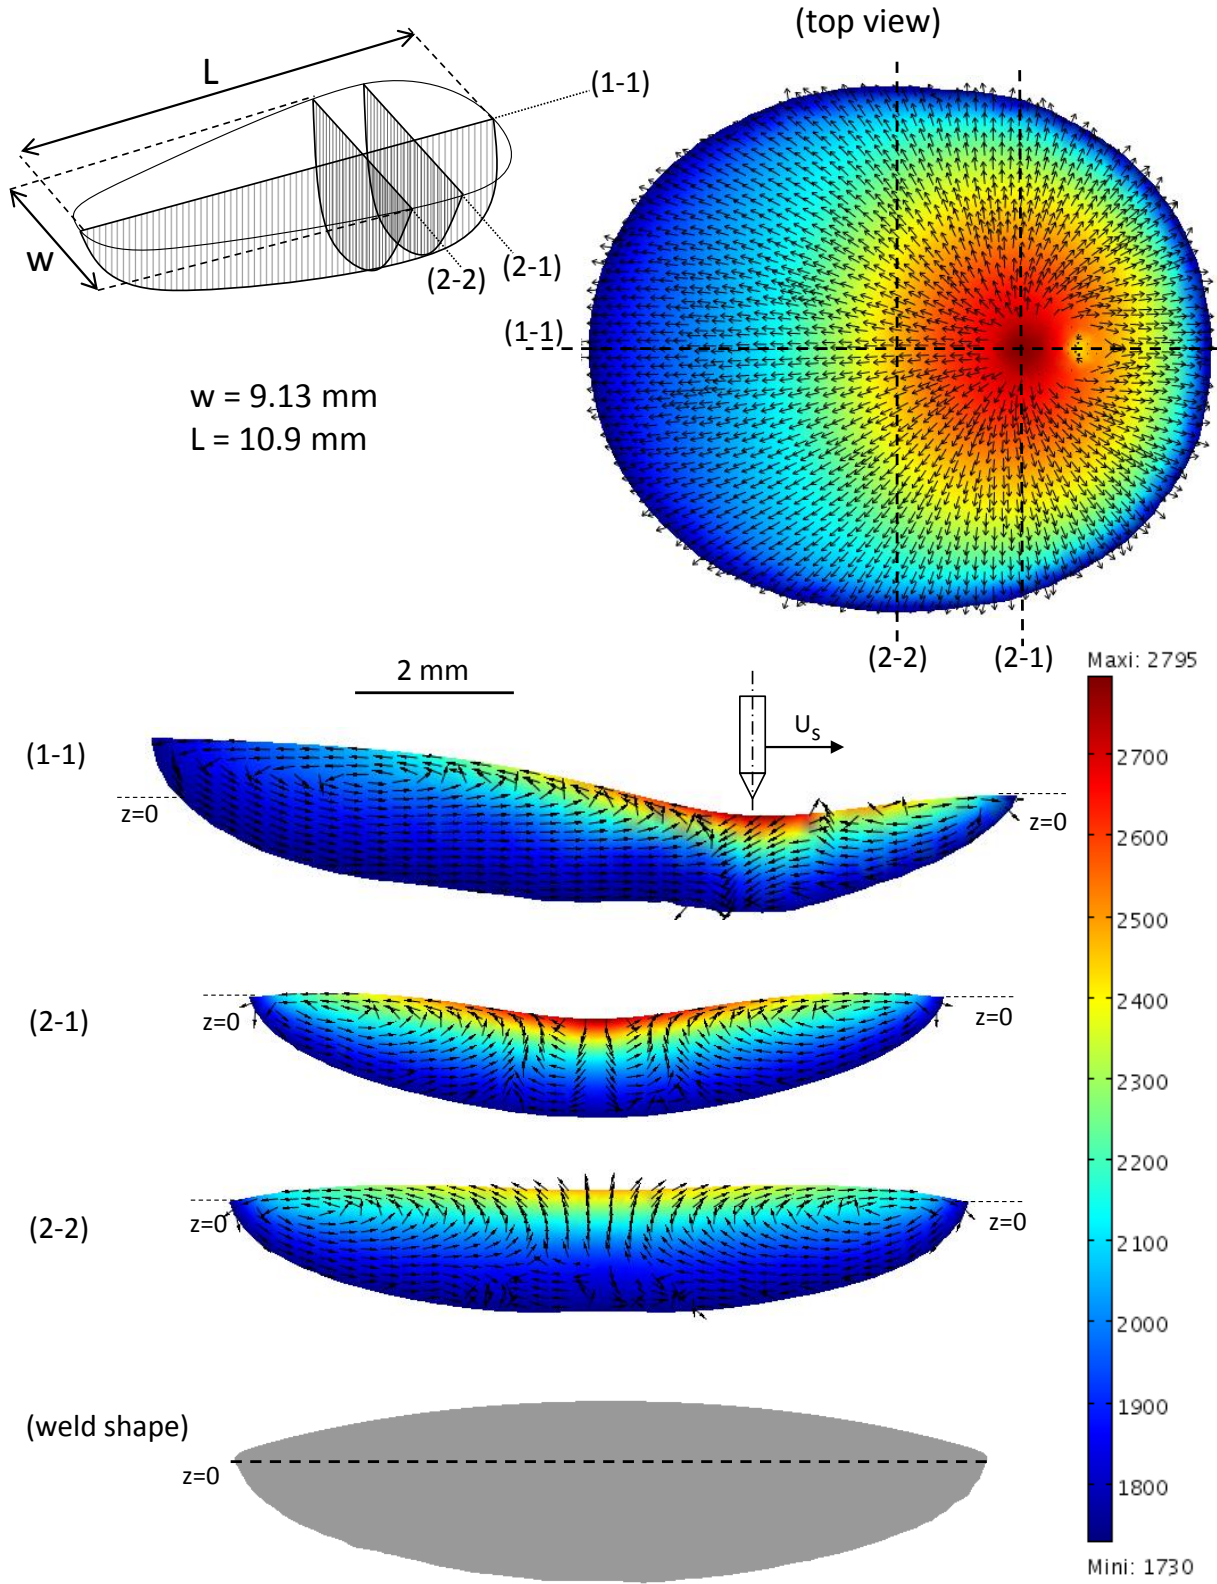 (top view)
L
(1-1)
w
(2-2)
(2-1)
(1-1)
w = 9.13 mm
L = 10.9 mm
(2-2)
(2-1)
Maxi: 2795
2 mm
Us
(1-1)
z=0
z=0
2700
2600
2500
2400
2300
2200
2100
2000
1900
1800
(2-1)
z=0
z=0
(2-2)
z=0
z=0
(weld shape)
z=0
Mini: 1730